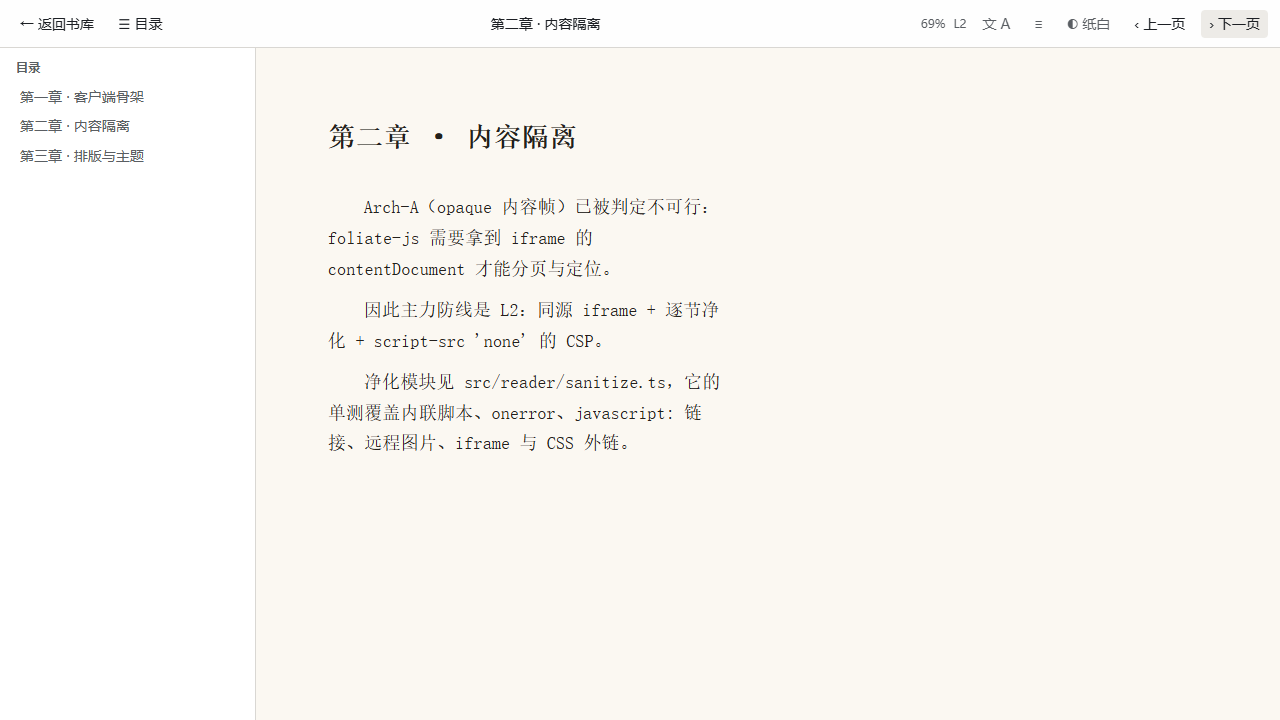 ← 返回书库
☰ 目录
第二章 · 内容隔离
69% L2 文 A ≡ ◐ 纸白 ‹ 上一页 › 下一页
目录
第一章 · 客户端骨架
第二章 · 内容隔离
第三章 · 排版与主题
第二章 · 内容隔离
Arch-A（opaque 内容帧）已被判定不可行：
foliate-js 需要拿到 iframe 的
contentDocument 才能分页与定位。
因此主力防线是 L2：同源 iframe + 逐节净
化 + script-src 'none' 的 CSP。
净化模块见 src/reader/sanitize.ts，它的
单测覆盖内联脚本、onerror、javascript: 链
接、远程图片、iframe 与 CSS 外链。